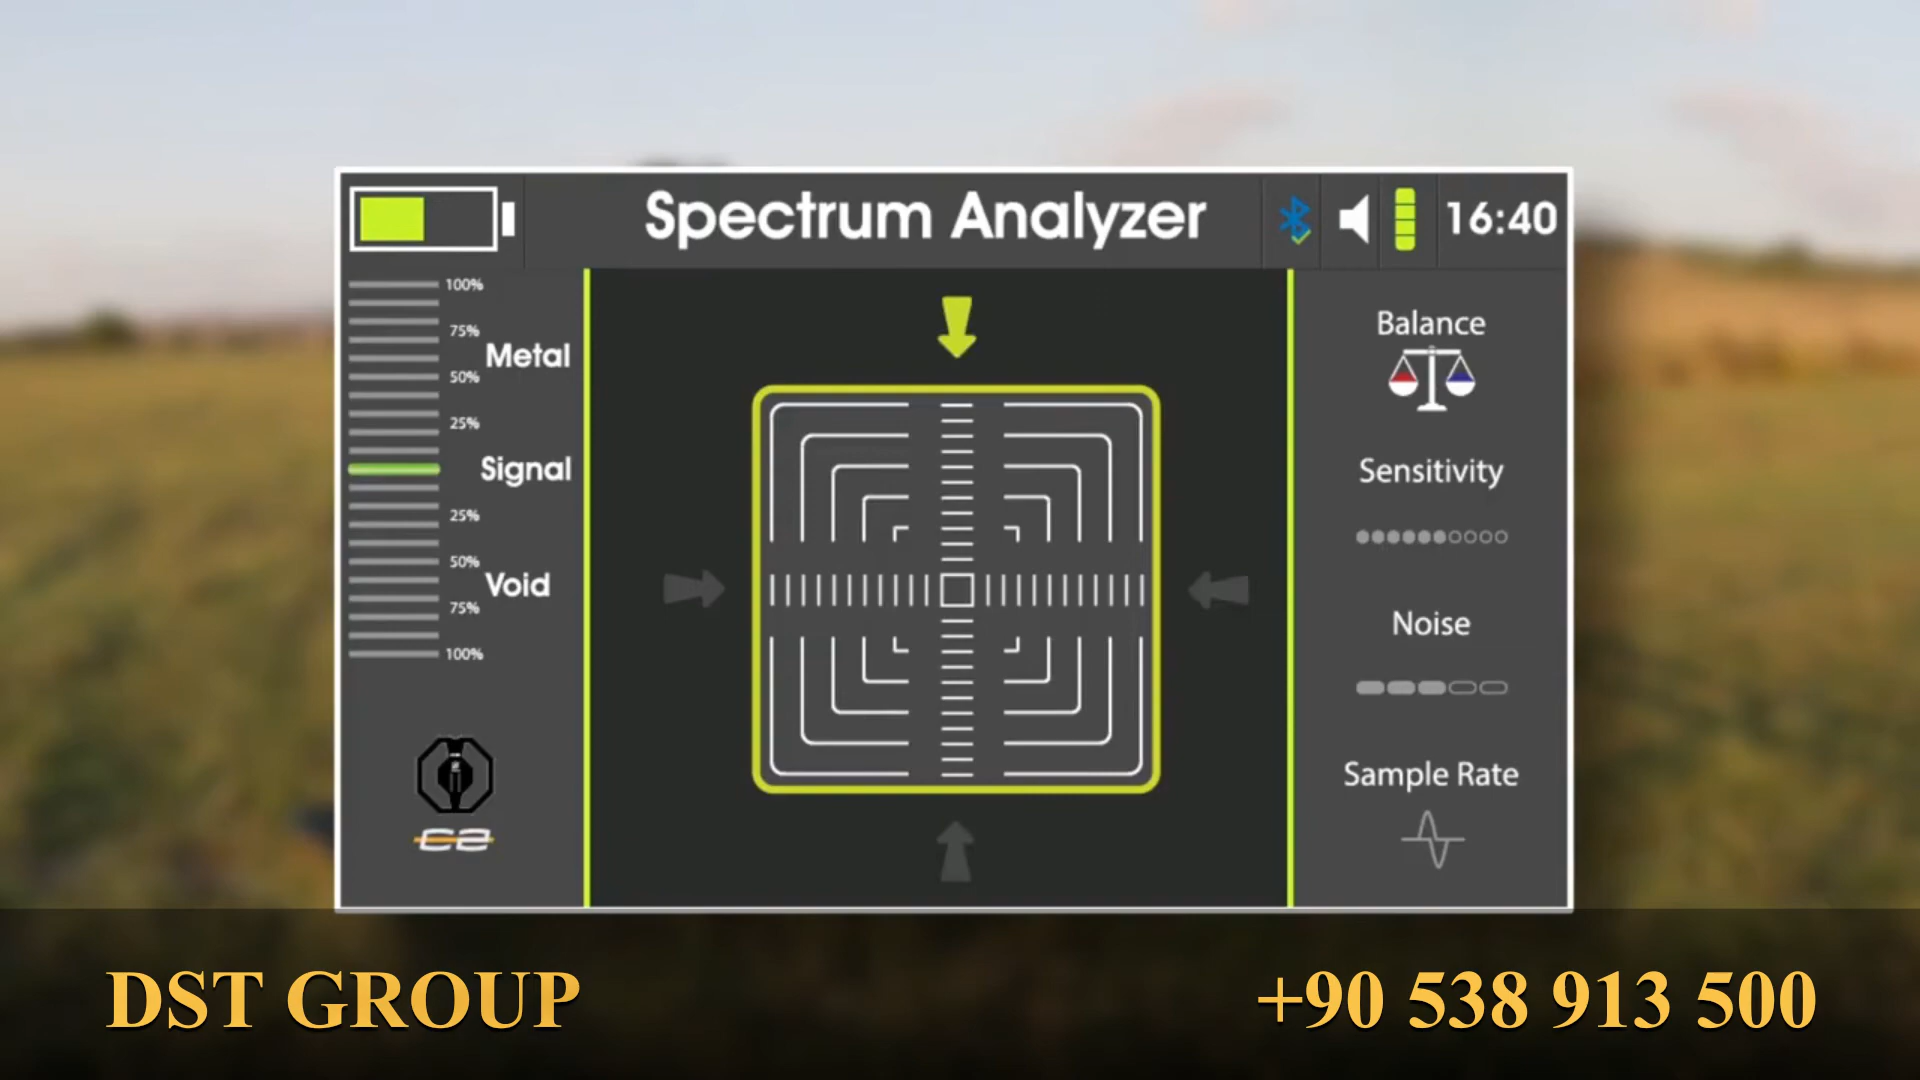 Spectrum Analyzer
16:40
100%
75%
Metal
50%
25%
Signal
25%
50%
Void
75%
100%
C2
Balance
Sensitivity
Noise
Sample Rate
DST GROUP
+90 538 913 500